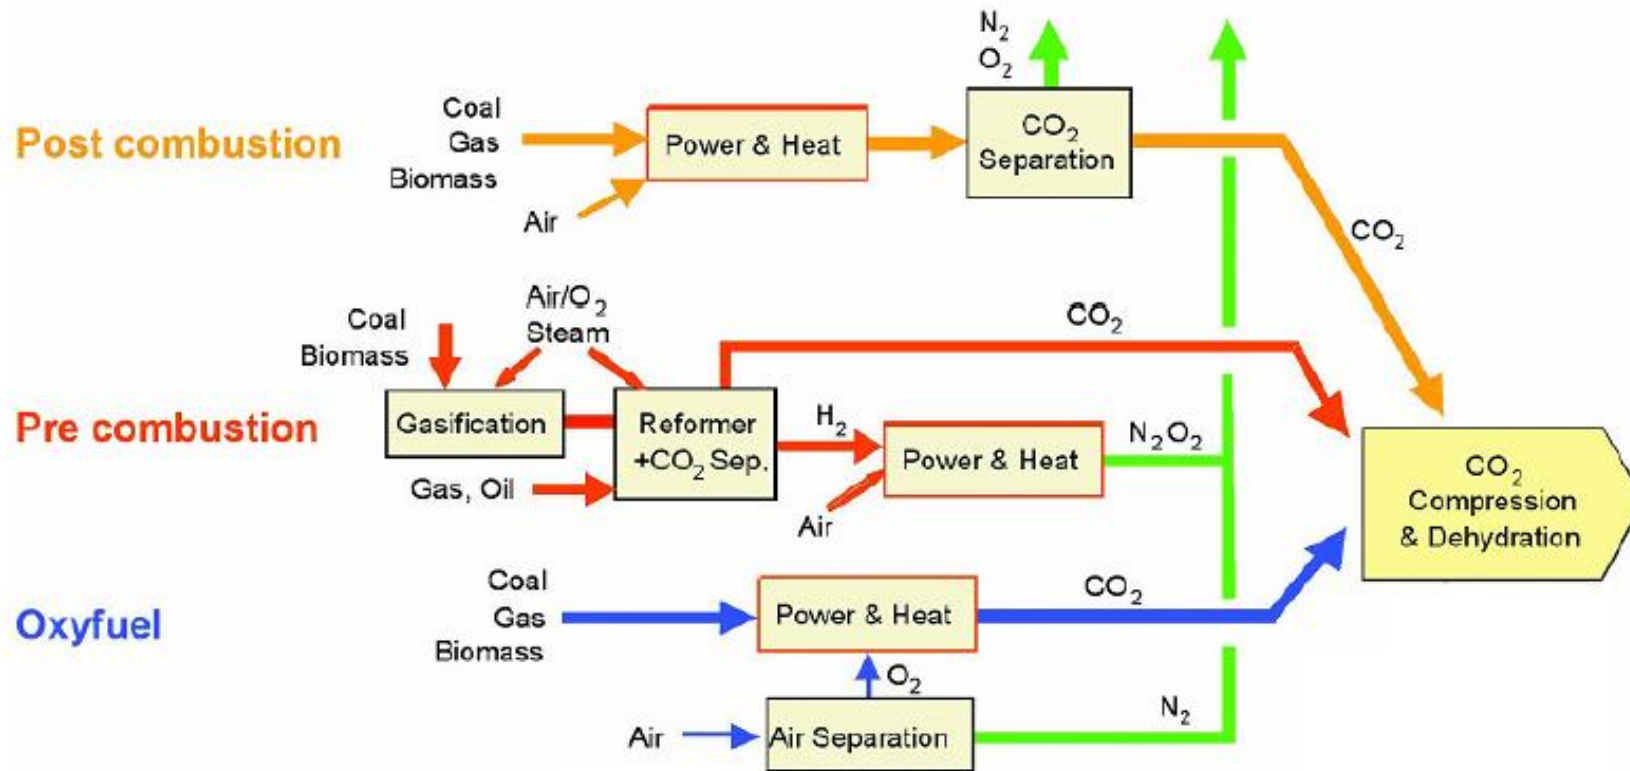 N₂
O₂
Post combustion
Coal
Gas
Biomass
Air
Power & Heat
CO₂
Separation
CO₂
Pre combustion
Coal
Biomass
Air/O₂
Steam
Gasification
Gas, Oil
Reformer
+CO₂ Sep.
CO₂
H₂
Air
Power & Heat
N₂O₂
CO₂
Compression
& Dehydration
Oxyfuel
Coal
Gas
Biomass
Power & Heat
CO₂
O₂
Air
Air Separation
N₂